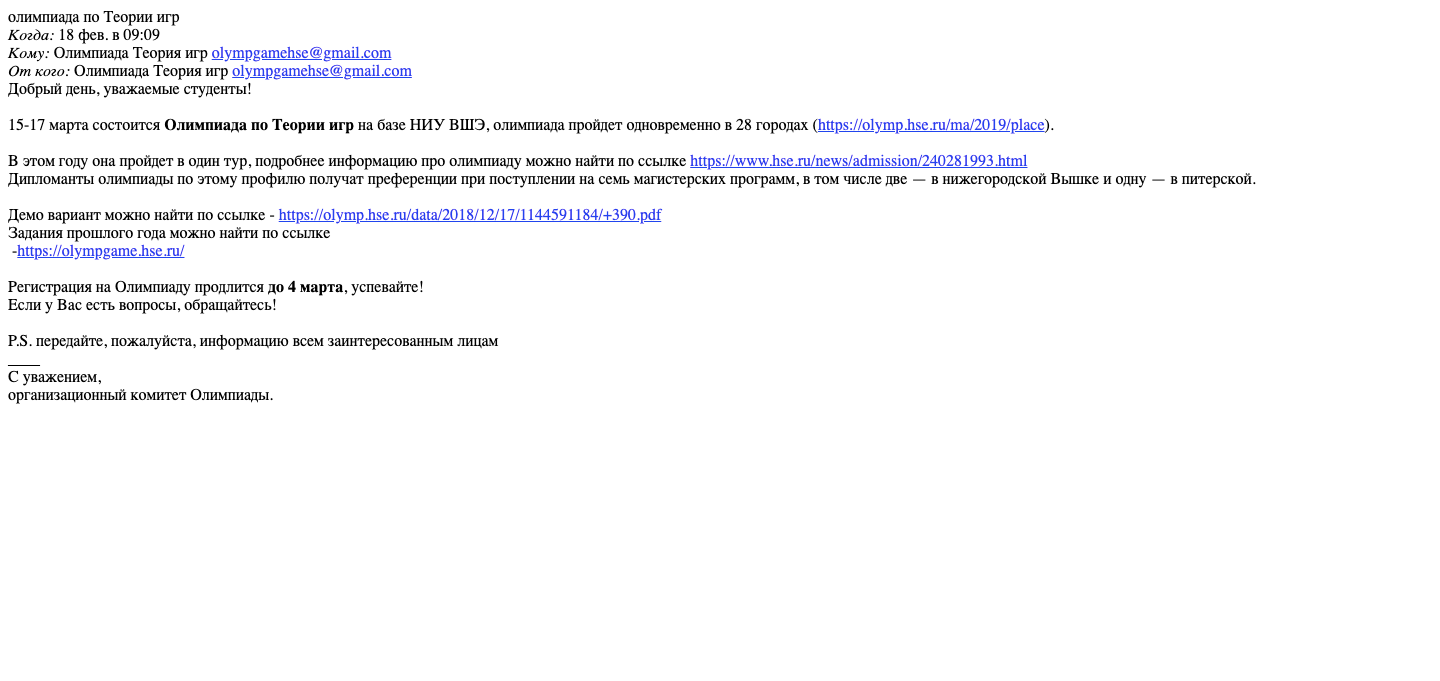 олимпиада по Теории игр
Когда: 18 фев. в 09:09
Кому: Олимпиада Теория игр olympgamehse@gmail.com
От кого: Олимпиада Теория игр olympgamehse@gmail.com
Добрый день, уважаемые студенты!
15-17 марта состоится Олимпиада по Теории игр на базе НИУ ВШЭ, олимпиада пройдет одновременно в 28 городах (https://olymp.hse.ru/ma/2019/place).
В этом году она пройдет в один тур, подробнее информацию про олимпиаду можно найти по ссылке https://www.hse.ru/news/admission/240281993.html
Дипломанты олимпиады по этому профилю получат преференции при поступлении на семь магистерских программ, в том числе две — в нижегородской Вышке и одну — в питерской.
Демо вариант можно найти по ссылке - https://olymp.hse.ru/data/2018/12/17/1144591184/+390.pdf
Задания прошлого года можно найти по ссылке
-https://olympgame.hse.ru/
Регистрация на Олимпиаду продлится до 4 марта, успевайте!
Если у Вас есть вопросы, обращайтесь!
P.S. передайте, пожалуйста, информацию всем заинтересованным лицам
____
С уважением,
организационный комитет Олимпиады.